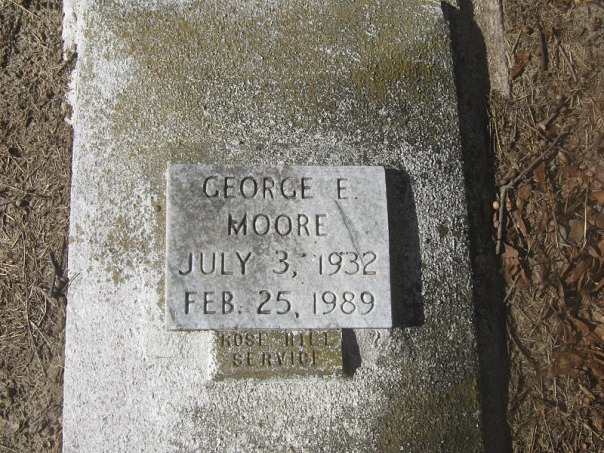 GEORGE E.
MOORE
JULY 3, 1932
FEB. 25, 1989
ROSE HILL
SERVICE